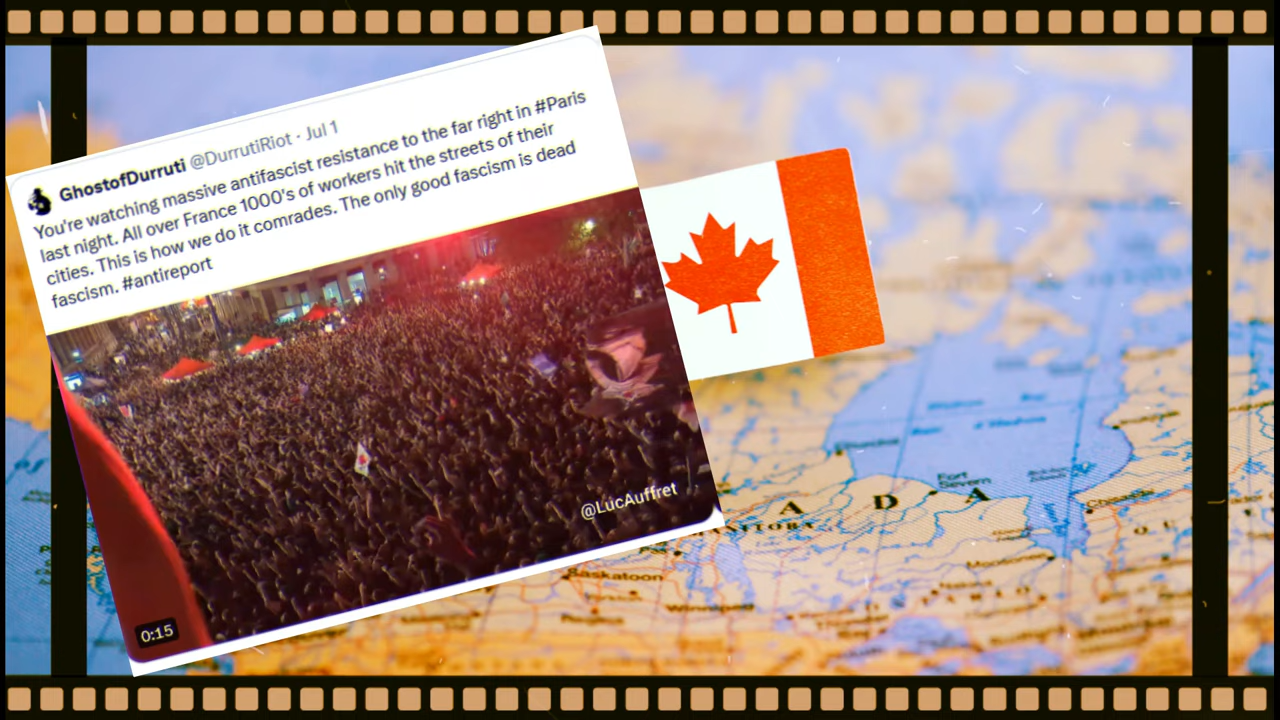 GhostofDurruti @DurrutiRiot · Jul 1
You're watching massive antifascist resistance to the far right in #Paris
last night. All over France 1000's of workers hit the streets of their
cities. This is how we do it comrades. The only good fascism is dead
fascism. #antireport
@LucAuffret
0:15
Fort
Severn
A D A
Saskatoon
Winnipeg